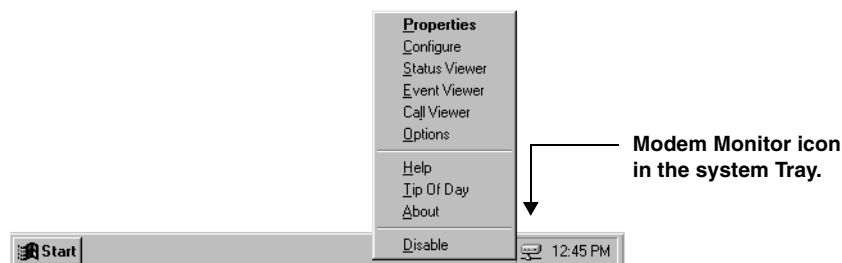 Properties
Configure
Status Viewer
Event Viewer
Call Viewer
Options
Help
Tip Of Day
About
Disable
Modem Monitor icon
in the system Tray.
Start
12:45 PM